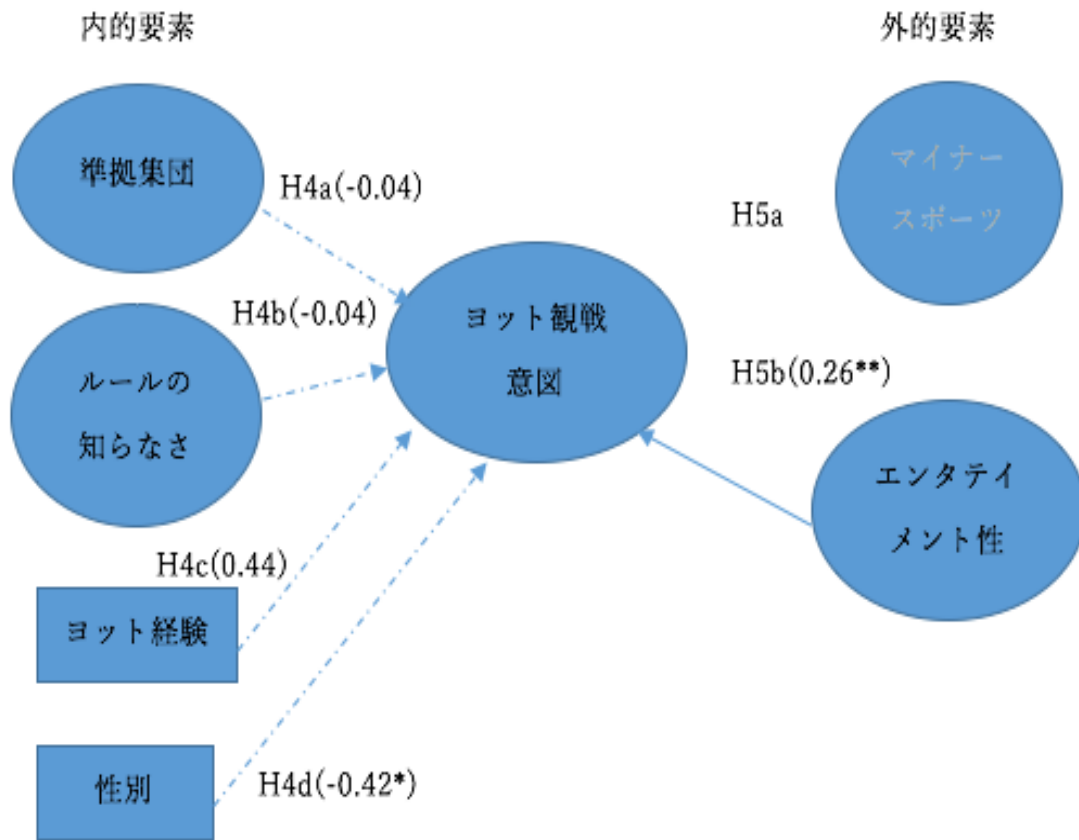 内的要素
外的要素
準拠集団
H4a(-0.04)
マイナー
スポーツ
H5a
H4b(-0.04)
ヨット観戦
意図
ルールの
知らなさ
H5b(0.26**)
エンタテイ
メント性
H4c(0.44)
ヨット経験
性別
H4d(-0.42*)